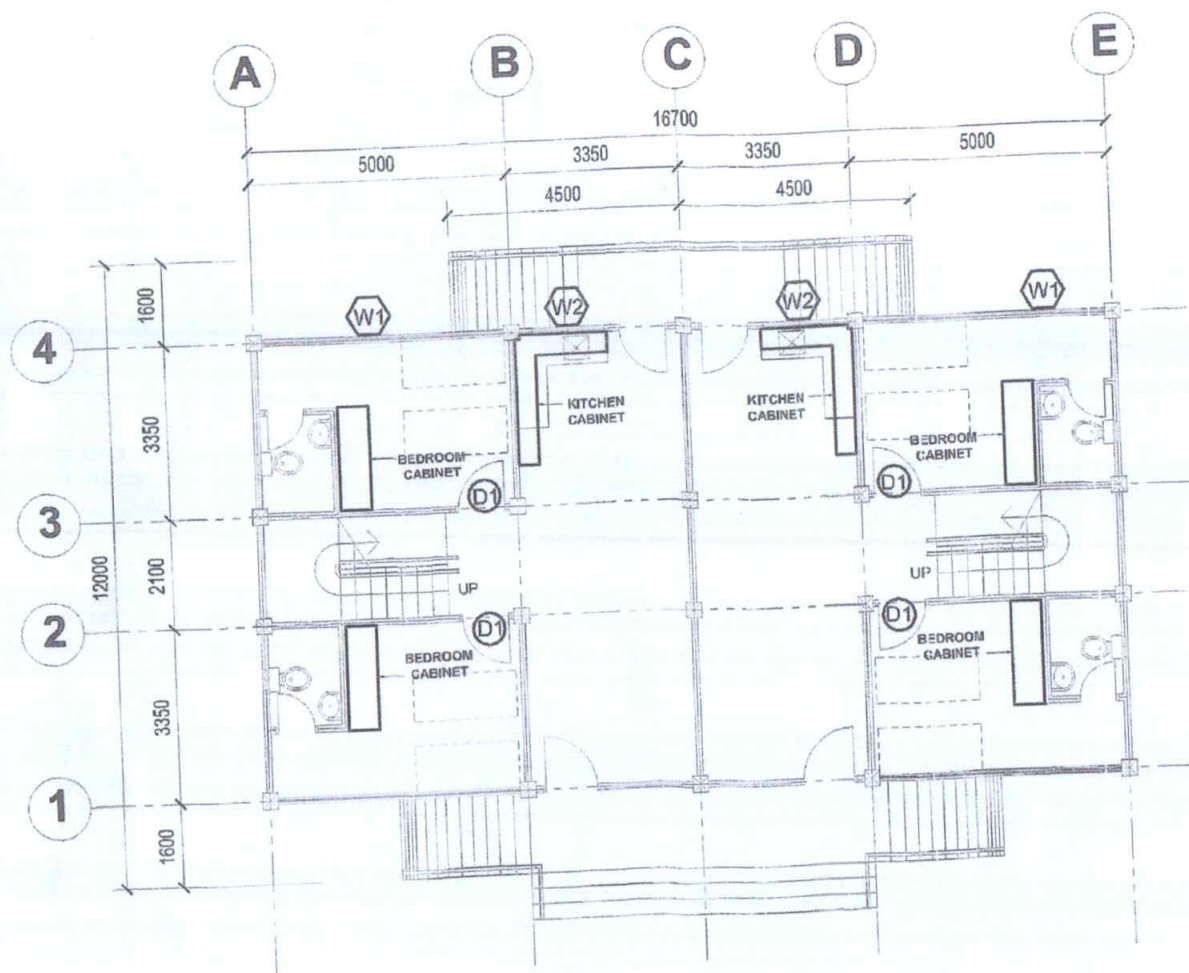 A B C D E
16700
5000 3350 3350 5000
4500 4500
1600
W1 W2 W2 W1
4
KITCHEN
CABINET
KITCHEN
CABINET
3350
BEDROOM
CABINET
BEDROOM
CABINET
D1 D1
3
12000
2100
UP UP
2
D1 D1
BEDROOM
CABINET
BEDROOM
CABINET
3350
1
1600